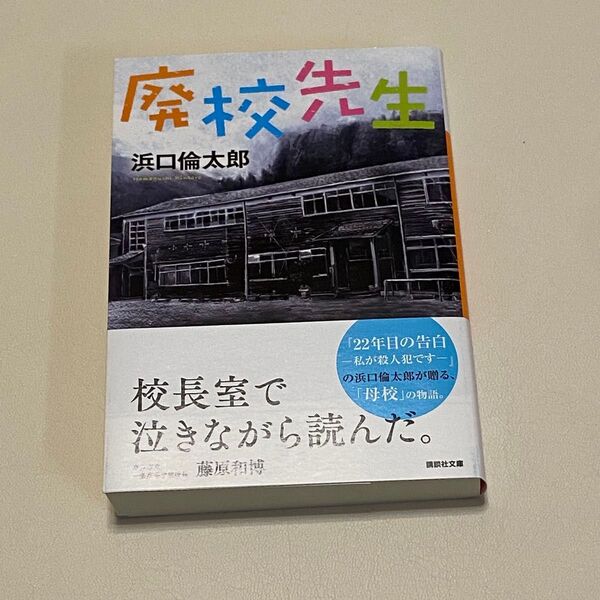 廃校先生
浜口倫太郎
Hamaguchi Rintaro
「22年目の告白
―私が殺人犯です―」
の浜口倫太郎が贈る、
「母校」の物語。
校長室で
泣きながら読んだ。
藤原和博
講談社文庫